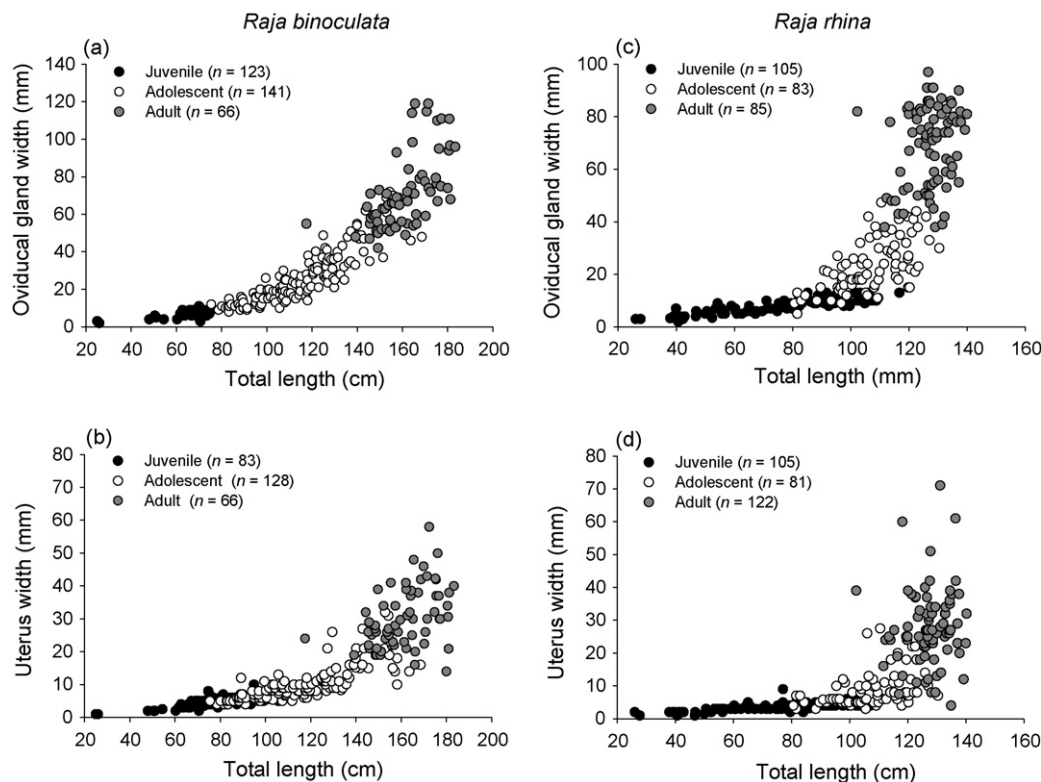 Raja binoculata
Raja rhina
(a)
Juvenile (n = 123)
Adolescent (n = 141)
Adult (n = 66)
Oviducal gland width (mm)
140
120
100
80
60
40
20
0
20 40 60 80 100 120 140 160 180 200
Total length (cm)
(c)
Juvenile (n = 105)
Adolescent (n = 83)
Adult (n = 85)
Oviducal gland width (mm)
100
80
60
40
20
0
20 40 60 80 100 120 140 160
Total length (mm)
(b)
Juvenile (n = 83)
Adolescent (n = 128)
Adult (n = 66)
Uterus width (mm)
80
70
60
50
40
30
20
10
0
20 40 60 80 100 120 140 160 180 200
Total length (cm)
(d)
Juvenile (n = 105)
Adolescent (n = 81)
Adult (n = 122)
Uterus width (mm)
80
70
60
50
40
30
20
10
0
20 40 60 80 100 120 140 160
Total length (cm)